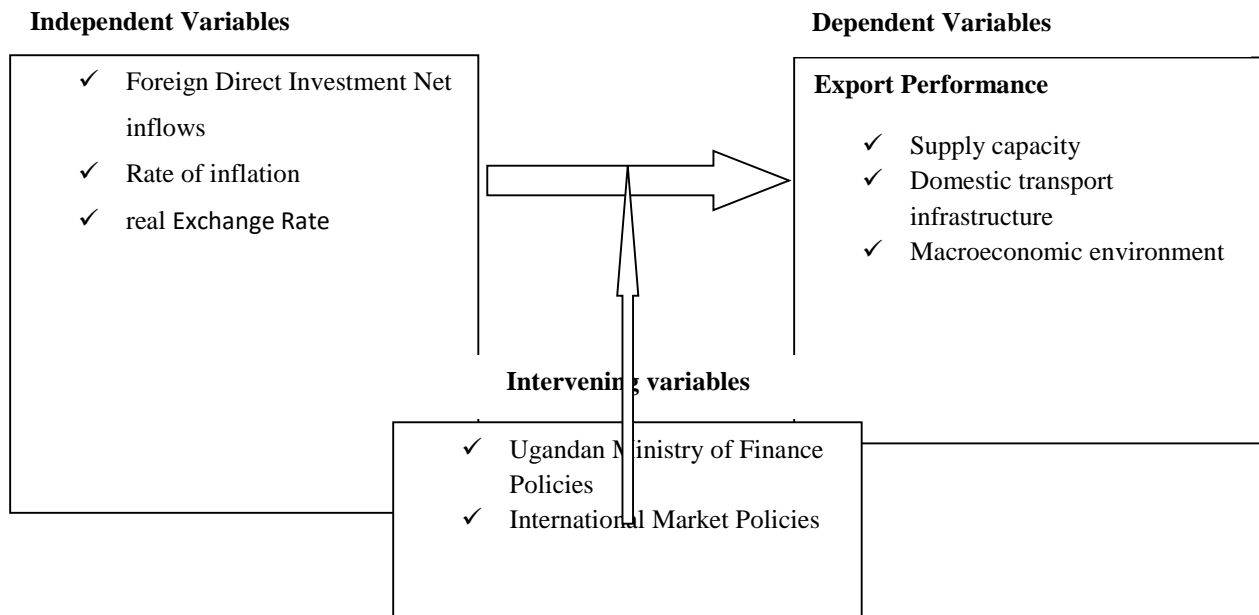 Independent Variables
✓ Foreign Direct Investment Net
inflows
✓ Rate of inflation
✓ real Exchange Rate
Dependent Variables
Export Performance
✓ Supply capacity
✓ Domestic transport
infrastructure
✓ Macroeconomic environment
Intervening variables
✓ Ugandan Ministry of Finance
Policies
✓ International Market Policies